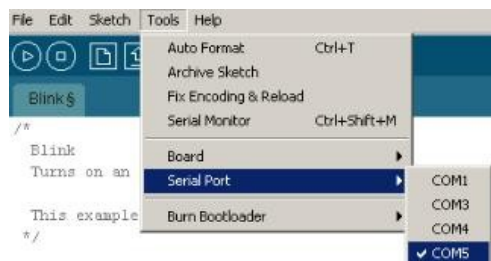 File Edit Sketch Tools Help
Auto Format Ctrl+T
Archive Sketch
Fix Encoding & Reload
Serial Monitor Ctrl+Shift+M
Board
Serial Port
Burn Bootloader
COM1
COM3
COM4
COM5
Blink§
/*
Blink
Turns on an
This example
*/